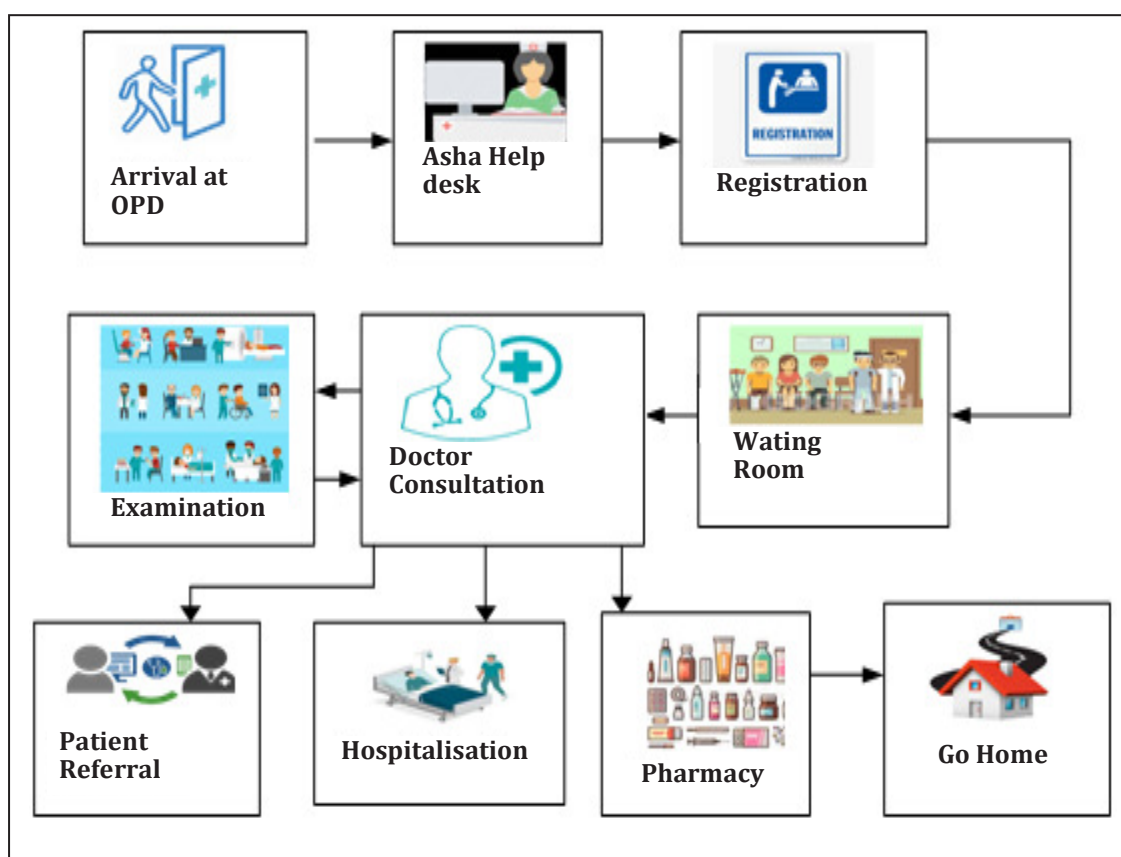 Arrival at
OPD
Asha Help
desk
REGISTRATION
Registration
Examination
Doctor
Consultation
Wating
Room
Patient
Referral
Hospitalisation
Pharmacy
Go Home